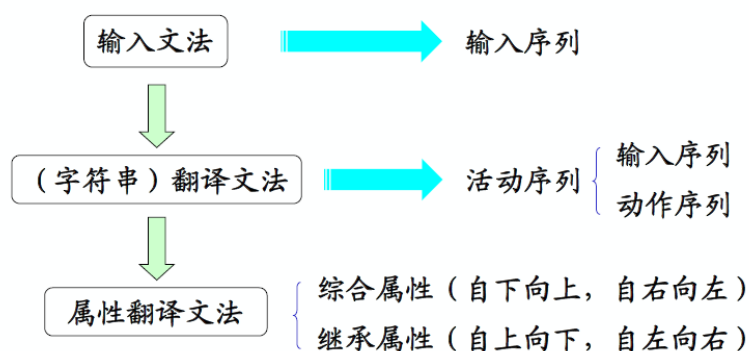 输入文法
输入序列
(字符串)翻译文法
活动序列
输入序列
动作序列
属性翻译文法
综合属性(自下向上,自右向左)
继承属性(自上向下,自左向右)